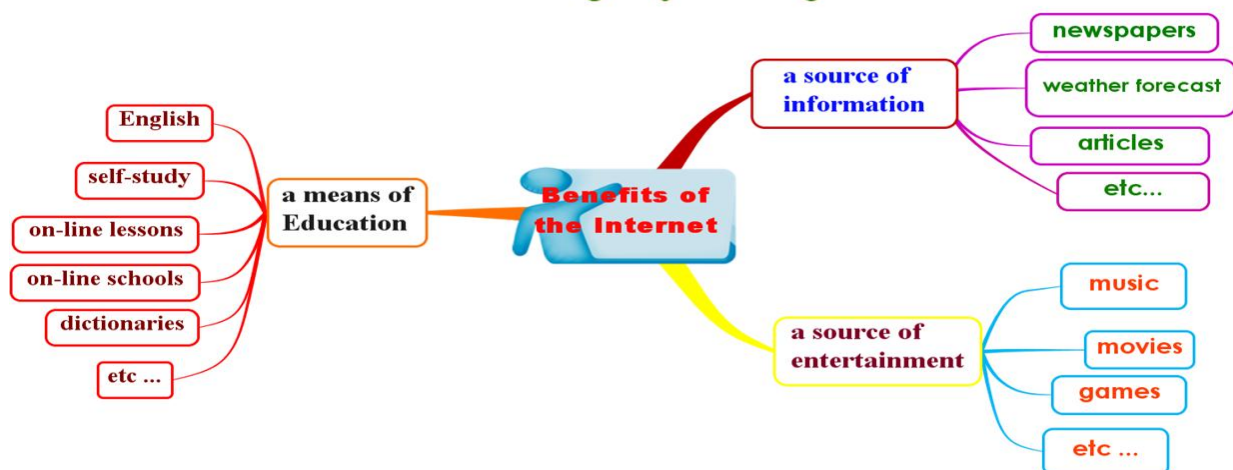 Benefits of
the Internet
a source of
information
newspapers
weather forecast
articles
etc...
a source of
entertainment
music
movies
games
etc ...
a means of
Education
English
self-study
on-line lessons
on-line schools
dictionaries
etc ...